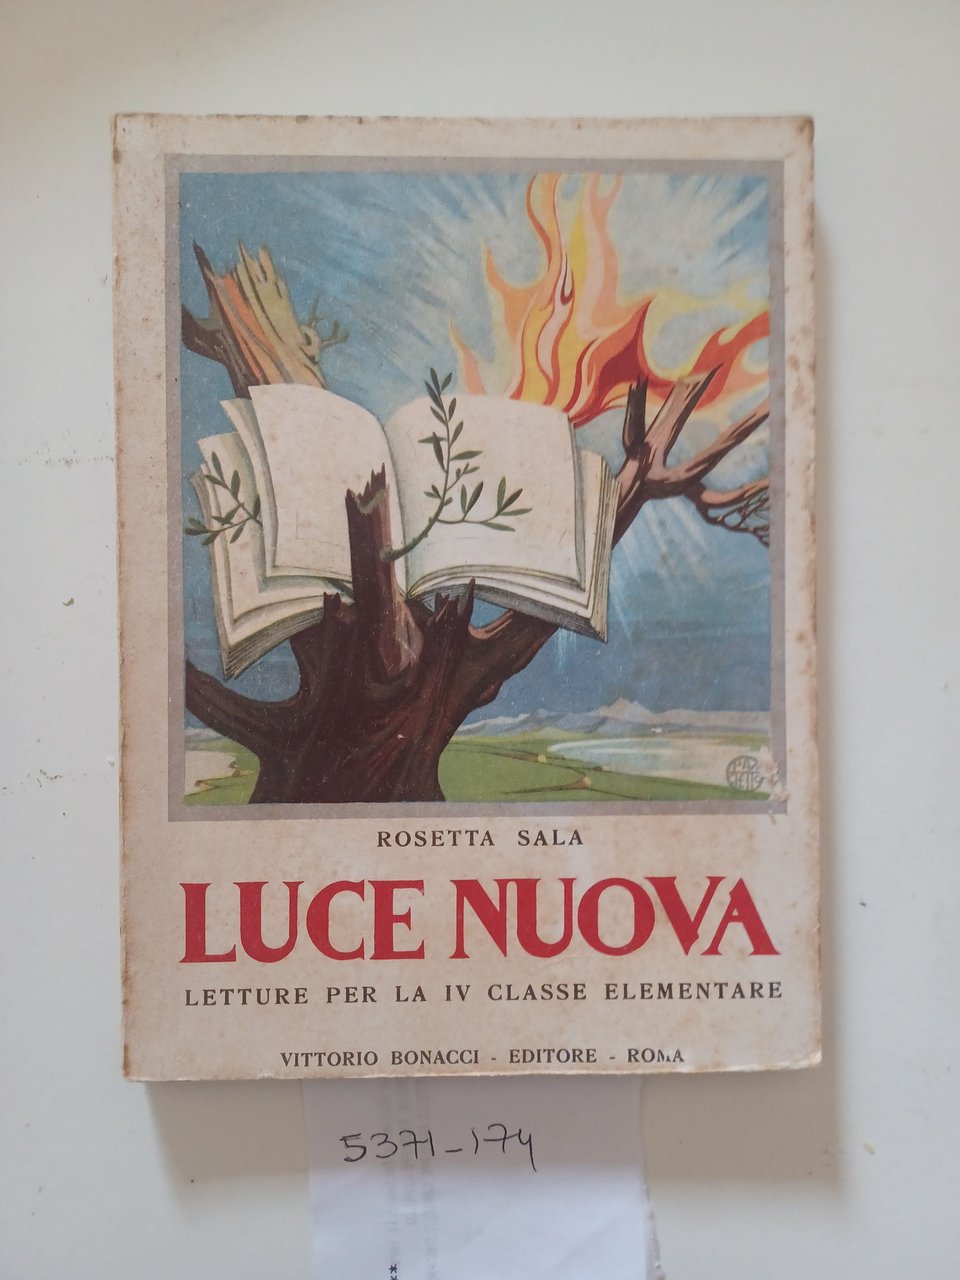 ROSETTA SALA
LUCE NUOVA
LETTURE PER LA IV CLASSE ELEMENTARE
VITTORIO BONACCI - EDITORE - ROMA
5371-174
**